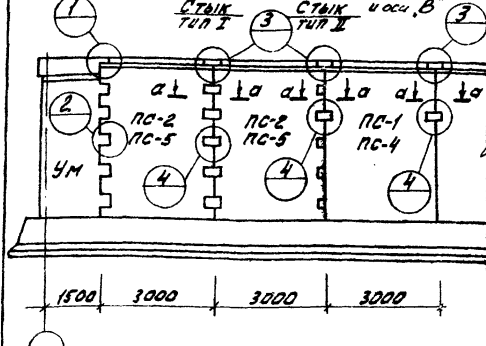 1 Стык тип I 3 Стык тип II и оси „В" 3
а а а а а а
2 ПС-2 ПС-5 ПС-2 ПС-5 ПС-1 ПС-4
УМ 4 4 4
1500 3000 3000 3000